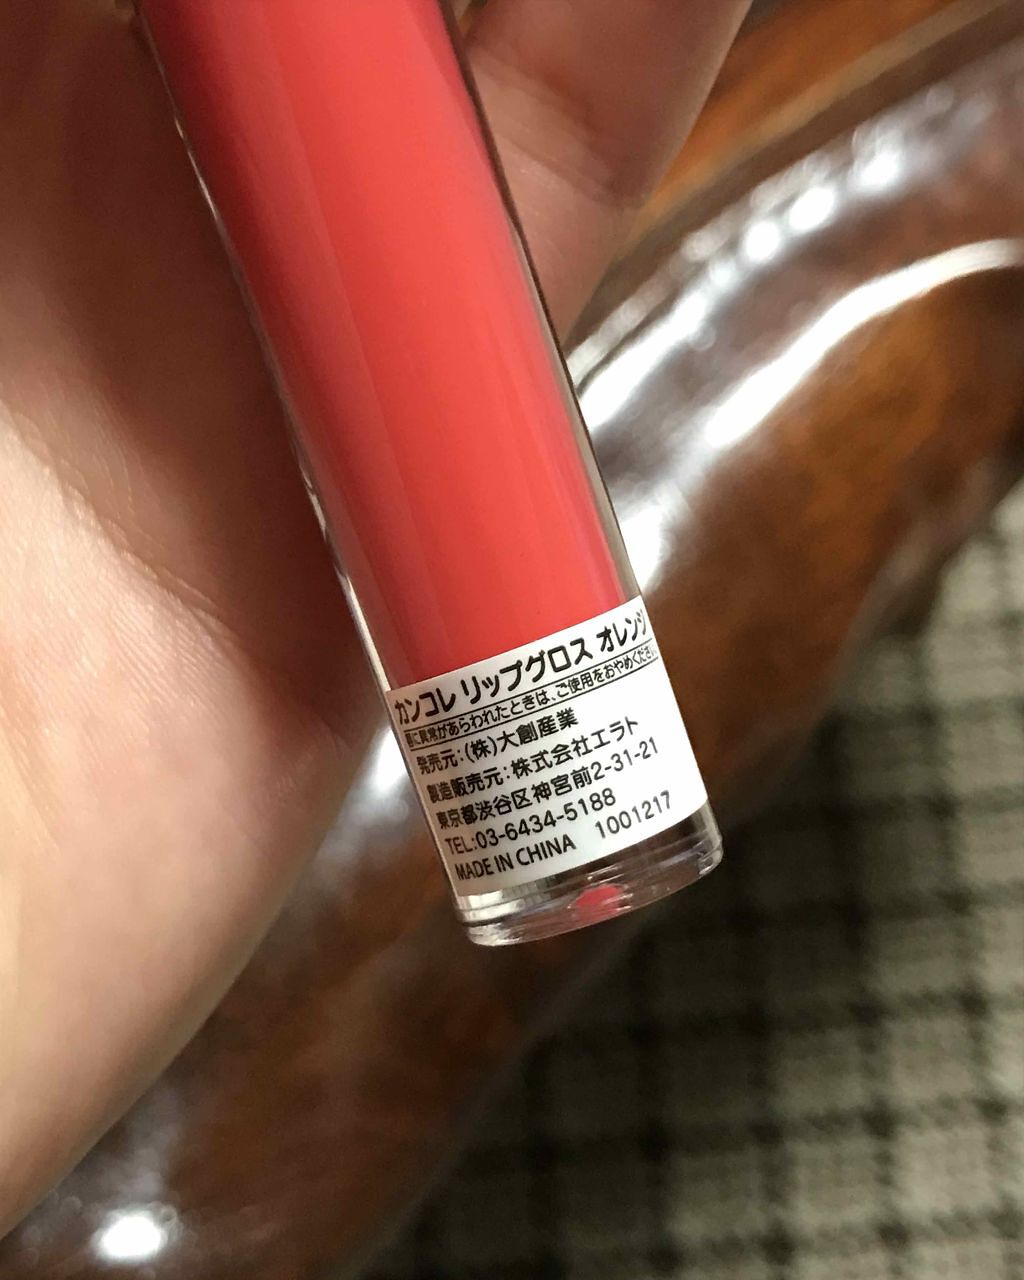 カンコレ リップグロス オレンジ
唇に異常があらわれたときは、ご使用をおやめください。
発売元:(株)大創産業
製造販売元:株式会社エラト
東京都渋谷区神宮前2-31-21
TEL:03-6434-5188
MADE IN CHINA 1001217